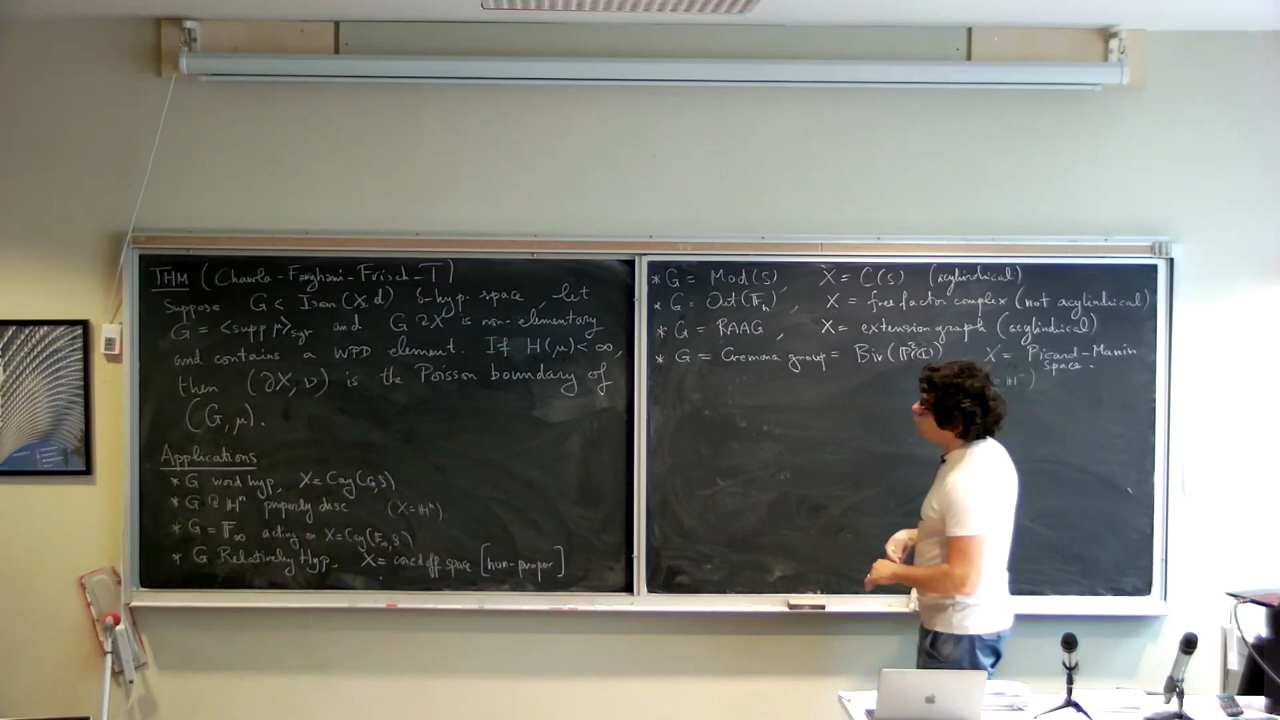 THM (Chawla - Forghani - Frisch - T)
Suppose G < Isom(X, d) δ-hyp. space, let
G = <supp μ>sgr and G ↻ X is non-elementary
and contains a WPD element. If H(μ) < ∞,
then (∂X, ν) is the Poisson boundary of
(G, μ).
Applications
* G word hyp, X = Cay(G, S)
* G ↻ ℍⁿ properly disc (X = ℍⁿ)
* G = 𝔽∞ acting on X = Cay(𝔽∞, S)
* G Relatively Hyp. X = coned off space [non-proper]
* G = Mod(S) X = C(S) (acylindrical)
* G = Out(𝔽n), X = free factor complex (not acylindrical)
* G = RAAG, X = extension graph (acylindrical)
* G = Cremona group = Bir(ℙ²ℂ) X = Picard-Manin
space.
= ℍ∞)